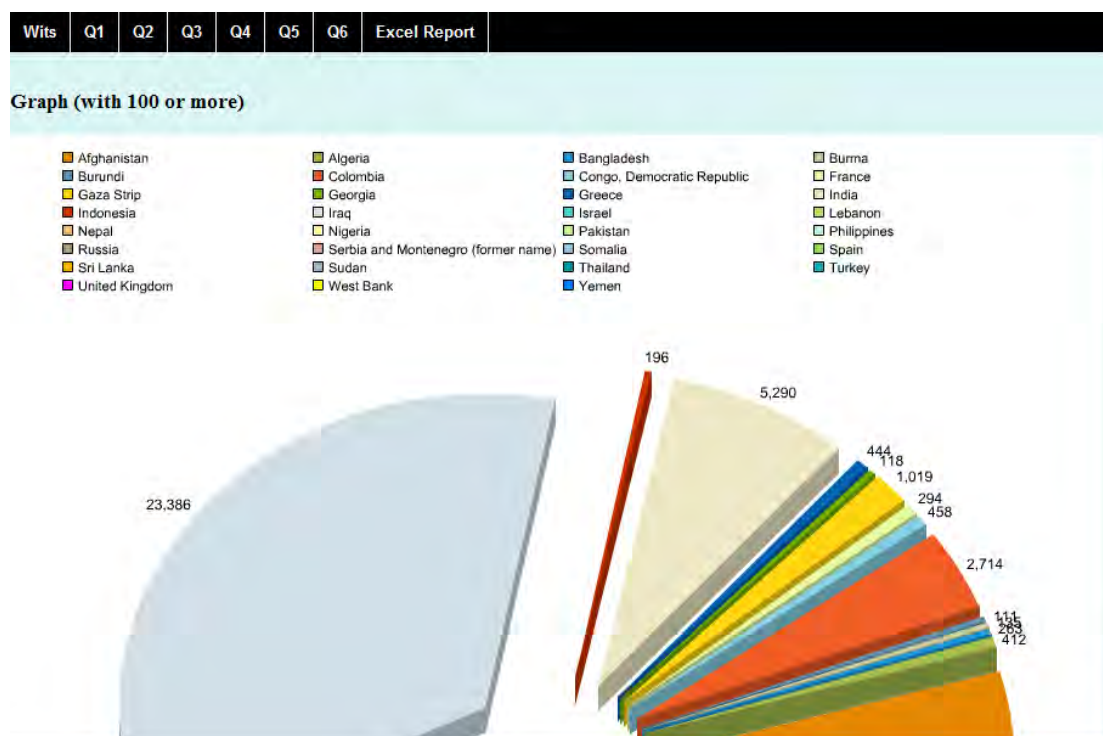 Wits Q1 Q2 Q3 Q4 Q5 Q6 Excel Report
Graph (with 100 or more)
Afghanistan Algeria Bangladesh Burma
Burundi Colombia Congo, Democratic Republic France
Gaza Strip Georgia Greece India
Indonesia Iraq Israel Lebanon
Nepal Nigeria Pakistan Philippines
Russia Serbia and Montenegro (former name) Somalia Spain
Sri Lanka Sudan Thailand Turkey
United Kingdom West Bank Yemen
196
5,290
444
118
1,019
23,386
294
458
2,714
111
263
412